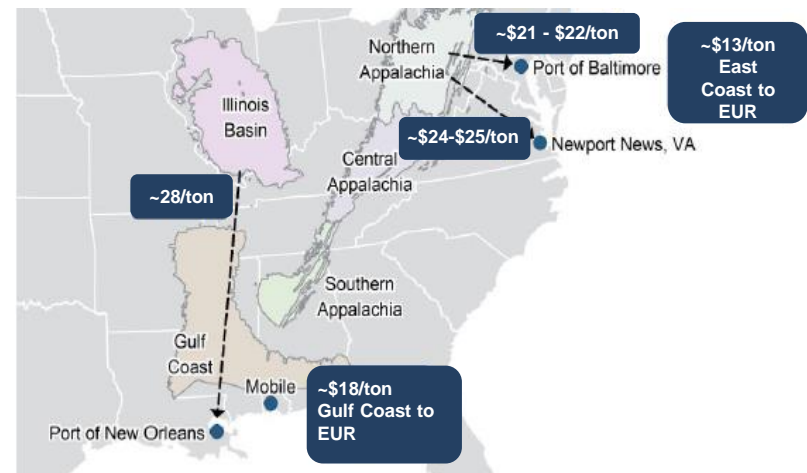 ~$21 - $22/ton
Northern
Appalachia
Port of Baltimore
~$13/ton
East
Coast to
EUR
Illinois
Basin
~$24-$25/ton
Newport News, VA
Central
Appalachia
~28/ton
Southern
Appalachia
Gulf
Coast
Mobile
~$18/ton
Gulf Coast to
EUR
Port of New Orleans